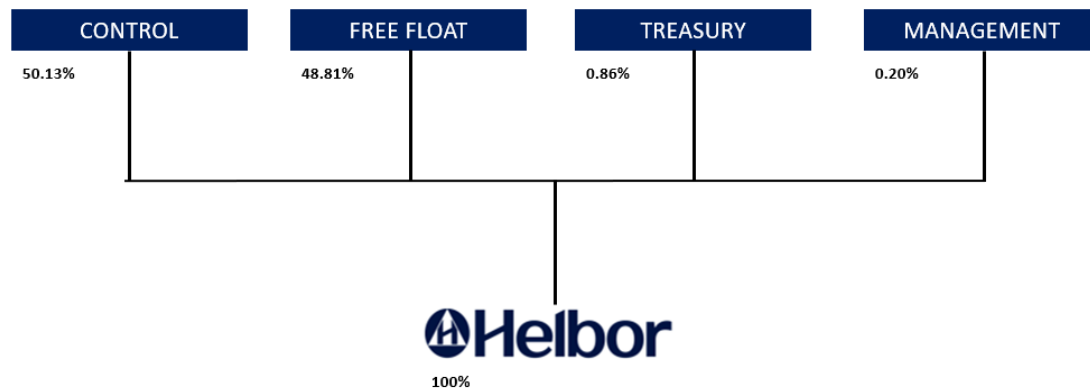 CONTROL
FREE FLOAT
TREASURY
MANAGEMENT
50.13%
48.81%
0.86%
0.20%
Helbor
100%